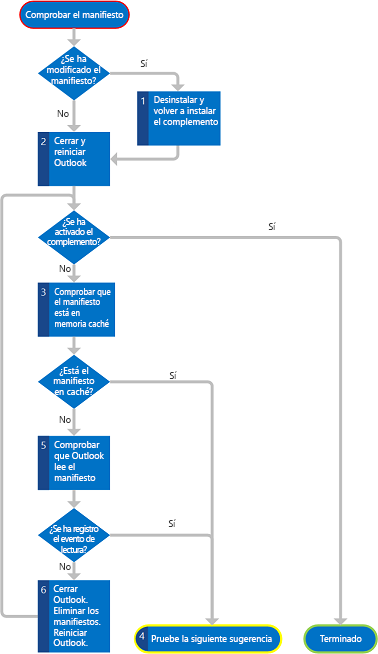 Comprobar el manifiesto
¿Se ha
modificado el
manifiesto?
Sí
No
1
Desinstalar y
volver a instalar
el complemento
2
Cerrar y
reiniciar
Outlook
¿Se ha
activado el
complemento?
Sí
No
3
Comprobar que
el manifiesto
está en
memoria caché
¿Está el
manifiesto
en caché?
Sí
No
5
Comprobar
que Outlook
lee el
manifiesto
¿Se ha registro
el evento de
lectura?
Sí
No
6
Cerrar
Outlook.
Eliminar los
manifiestos.
Reiniciar
Outlook.
4
Pruebe la siguiente sugerencia
Terminado